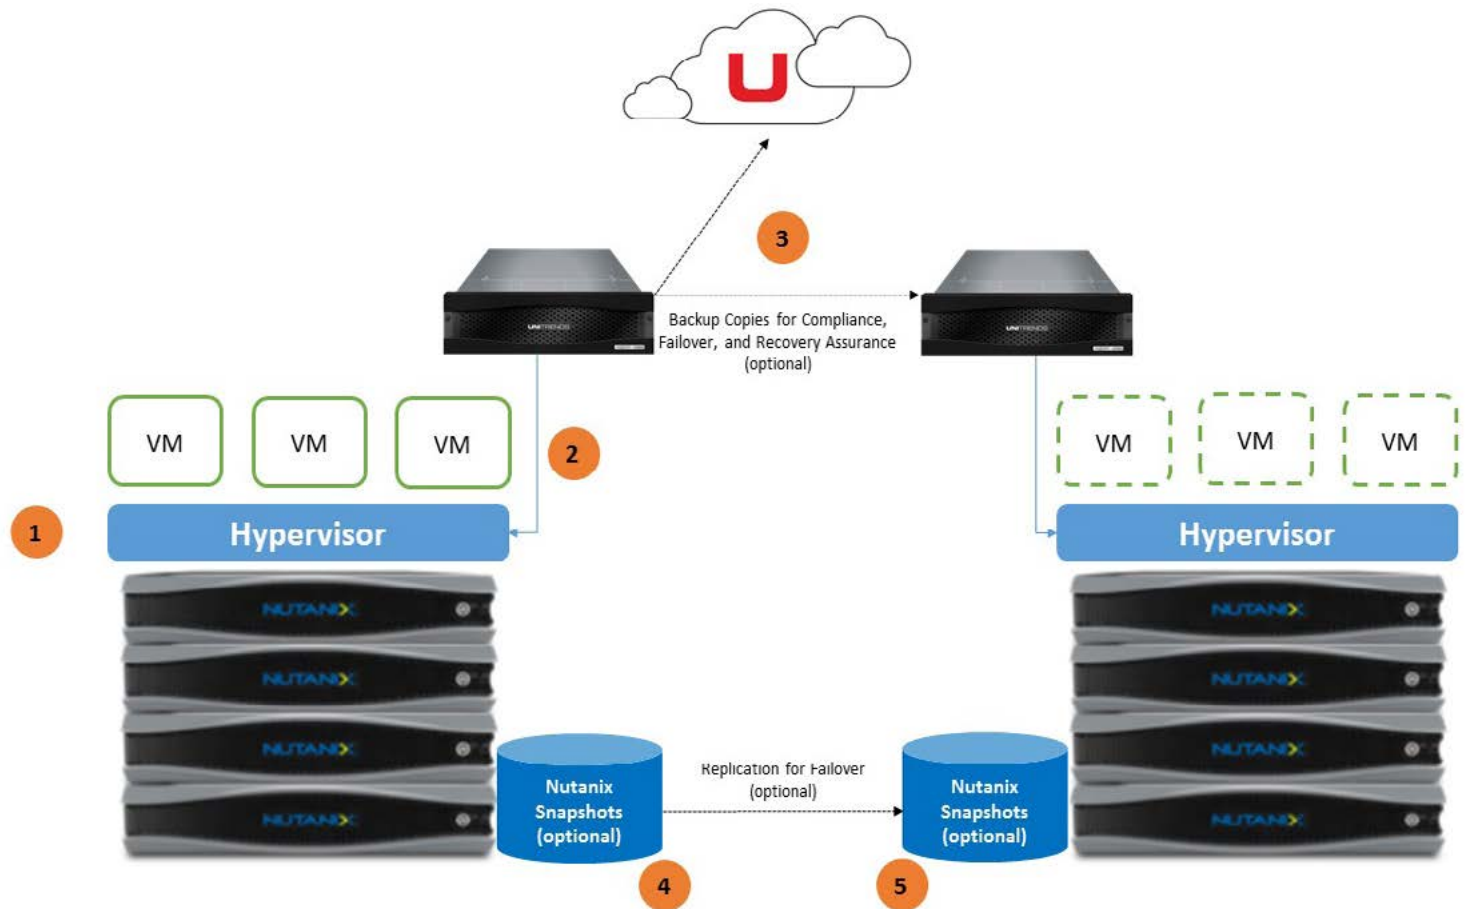 U
3
UNITRENDS
UNITRENDS
Backup Copies for Compliance,
Failover, and Recovery Assurance
(optional)
VM
VM
VM
2
VM
VM
VM
1
Hypervisor
Hypervisor
NUTANIX
NUTANIX
NUTANIX
NUTANIX
NUTANIX
NUTANIX
NUTANIX
NUTANIX
Nutanix
Snapshots
(optional)
Replication for Failover
(optional)
Nutanix
Snapshots
(optional)
4
5